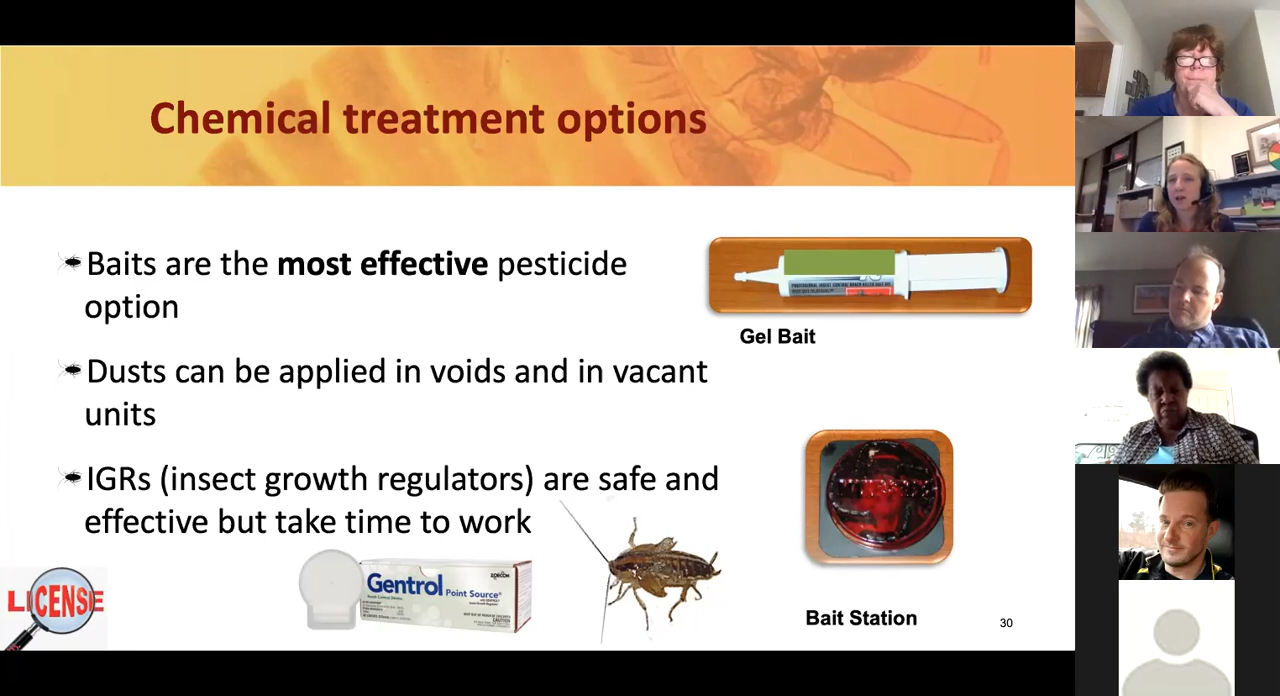 Chemical treatment options
Baits are the most effective pesticide
option
Dusts can be applied in voids and in vacant
units
IGRs (insect growth regulators) are safe and
effective but take time to work
Gel Bait
Bait Station
Gentrol Point Source®
ZOECON
CAUTION
LICENSE
30